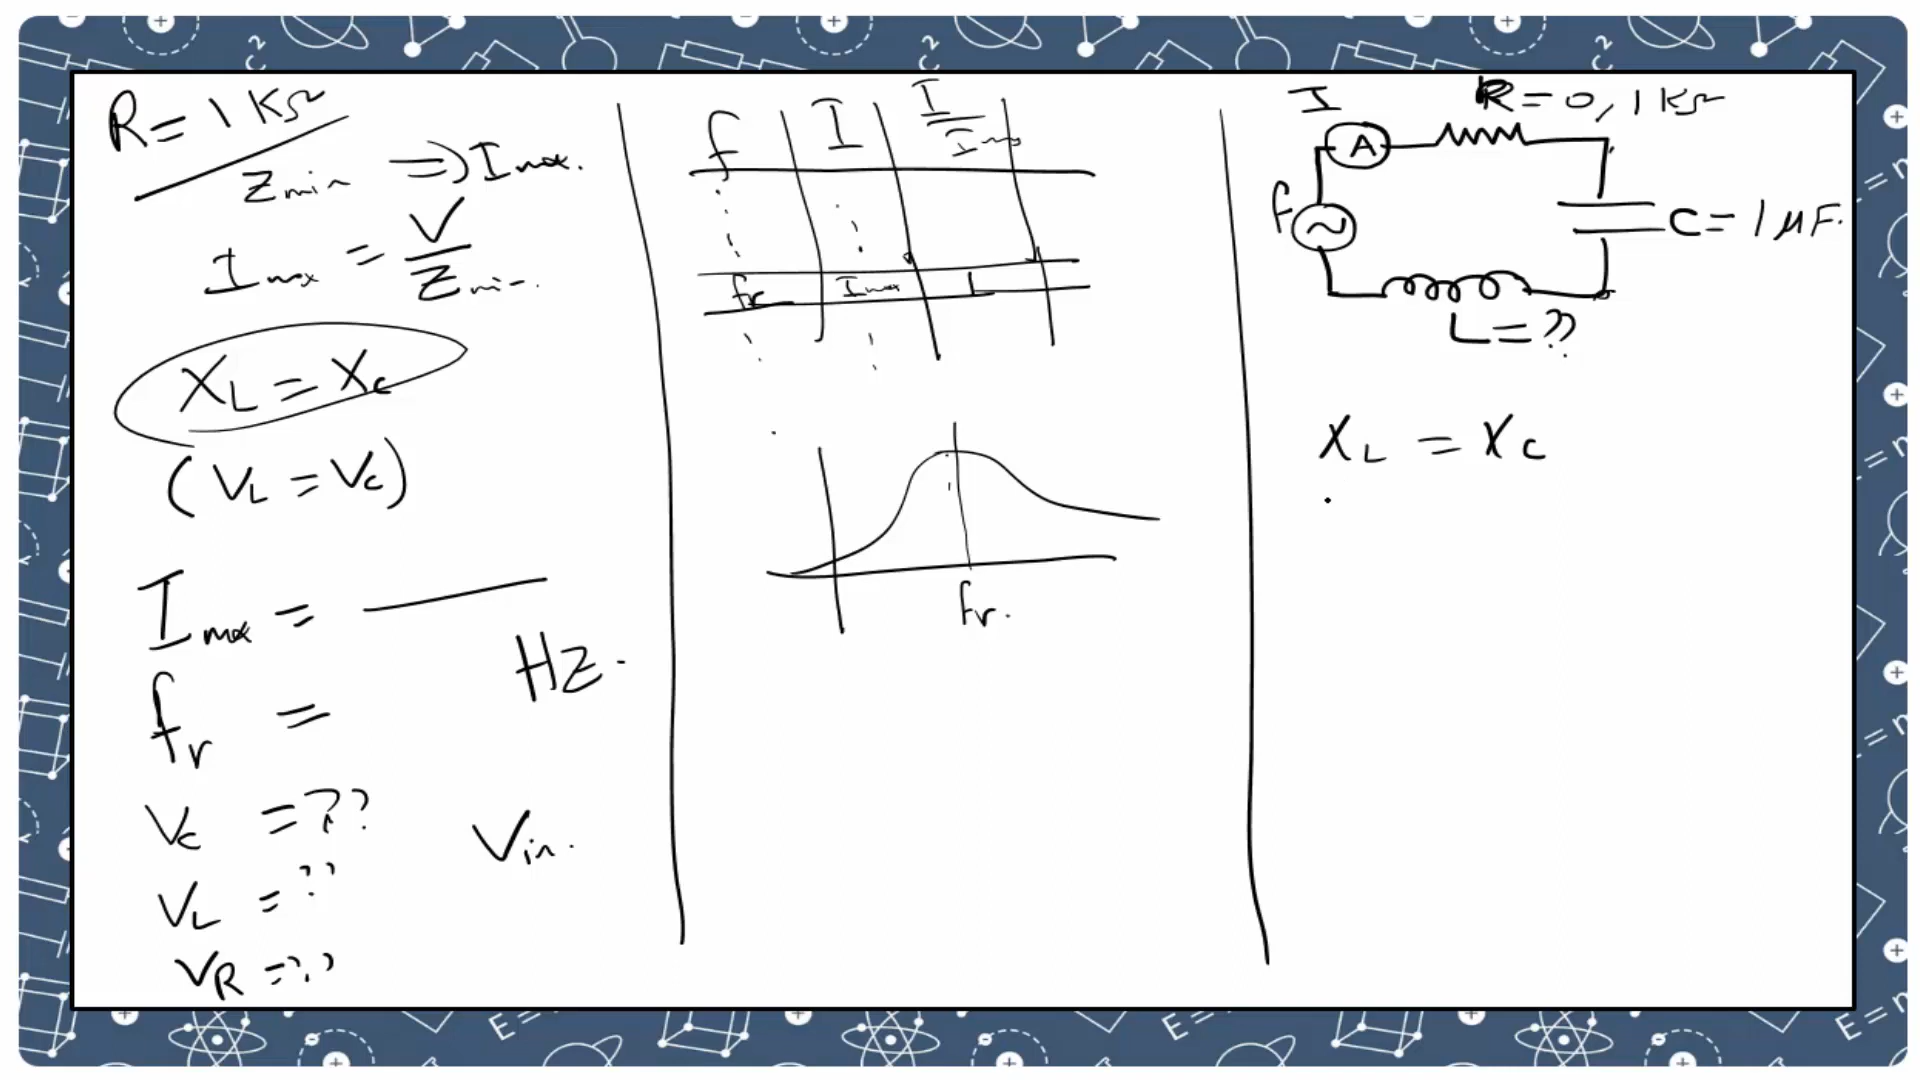 R = 1 KΩ
Zmin ⇒ Imax.
Imax = V / Zmin.
XL = Xc
(VL = Vc)
Imax =
fr = Hz.
Vc = ??
Vin.
VL = ??
VR = ??
f I I/Imax
fr Imax 1
fr.
I R = 0,1 KΩ
A
f
C = 1 µF.
L = ??
XL = Xc